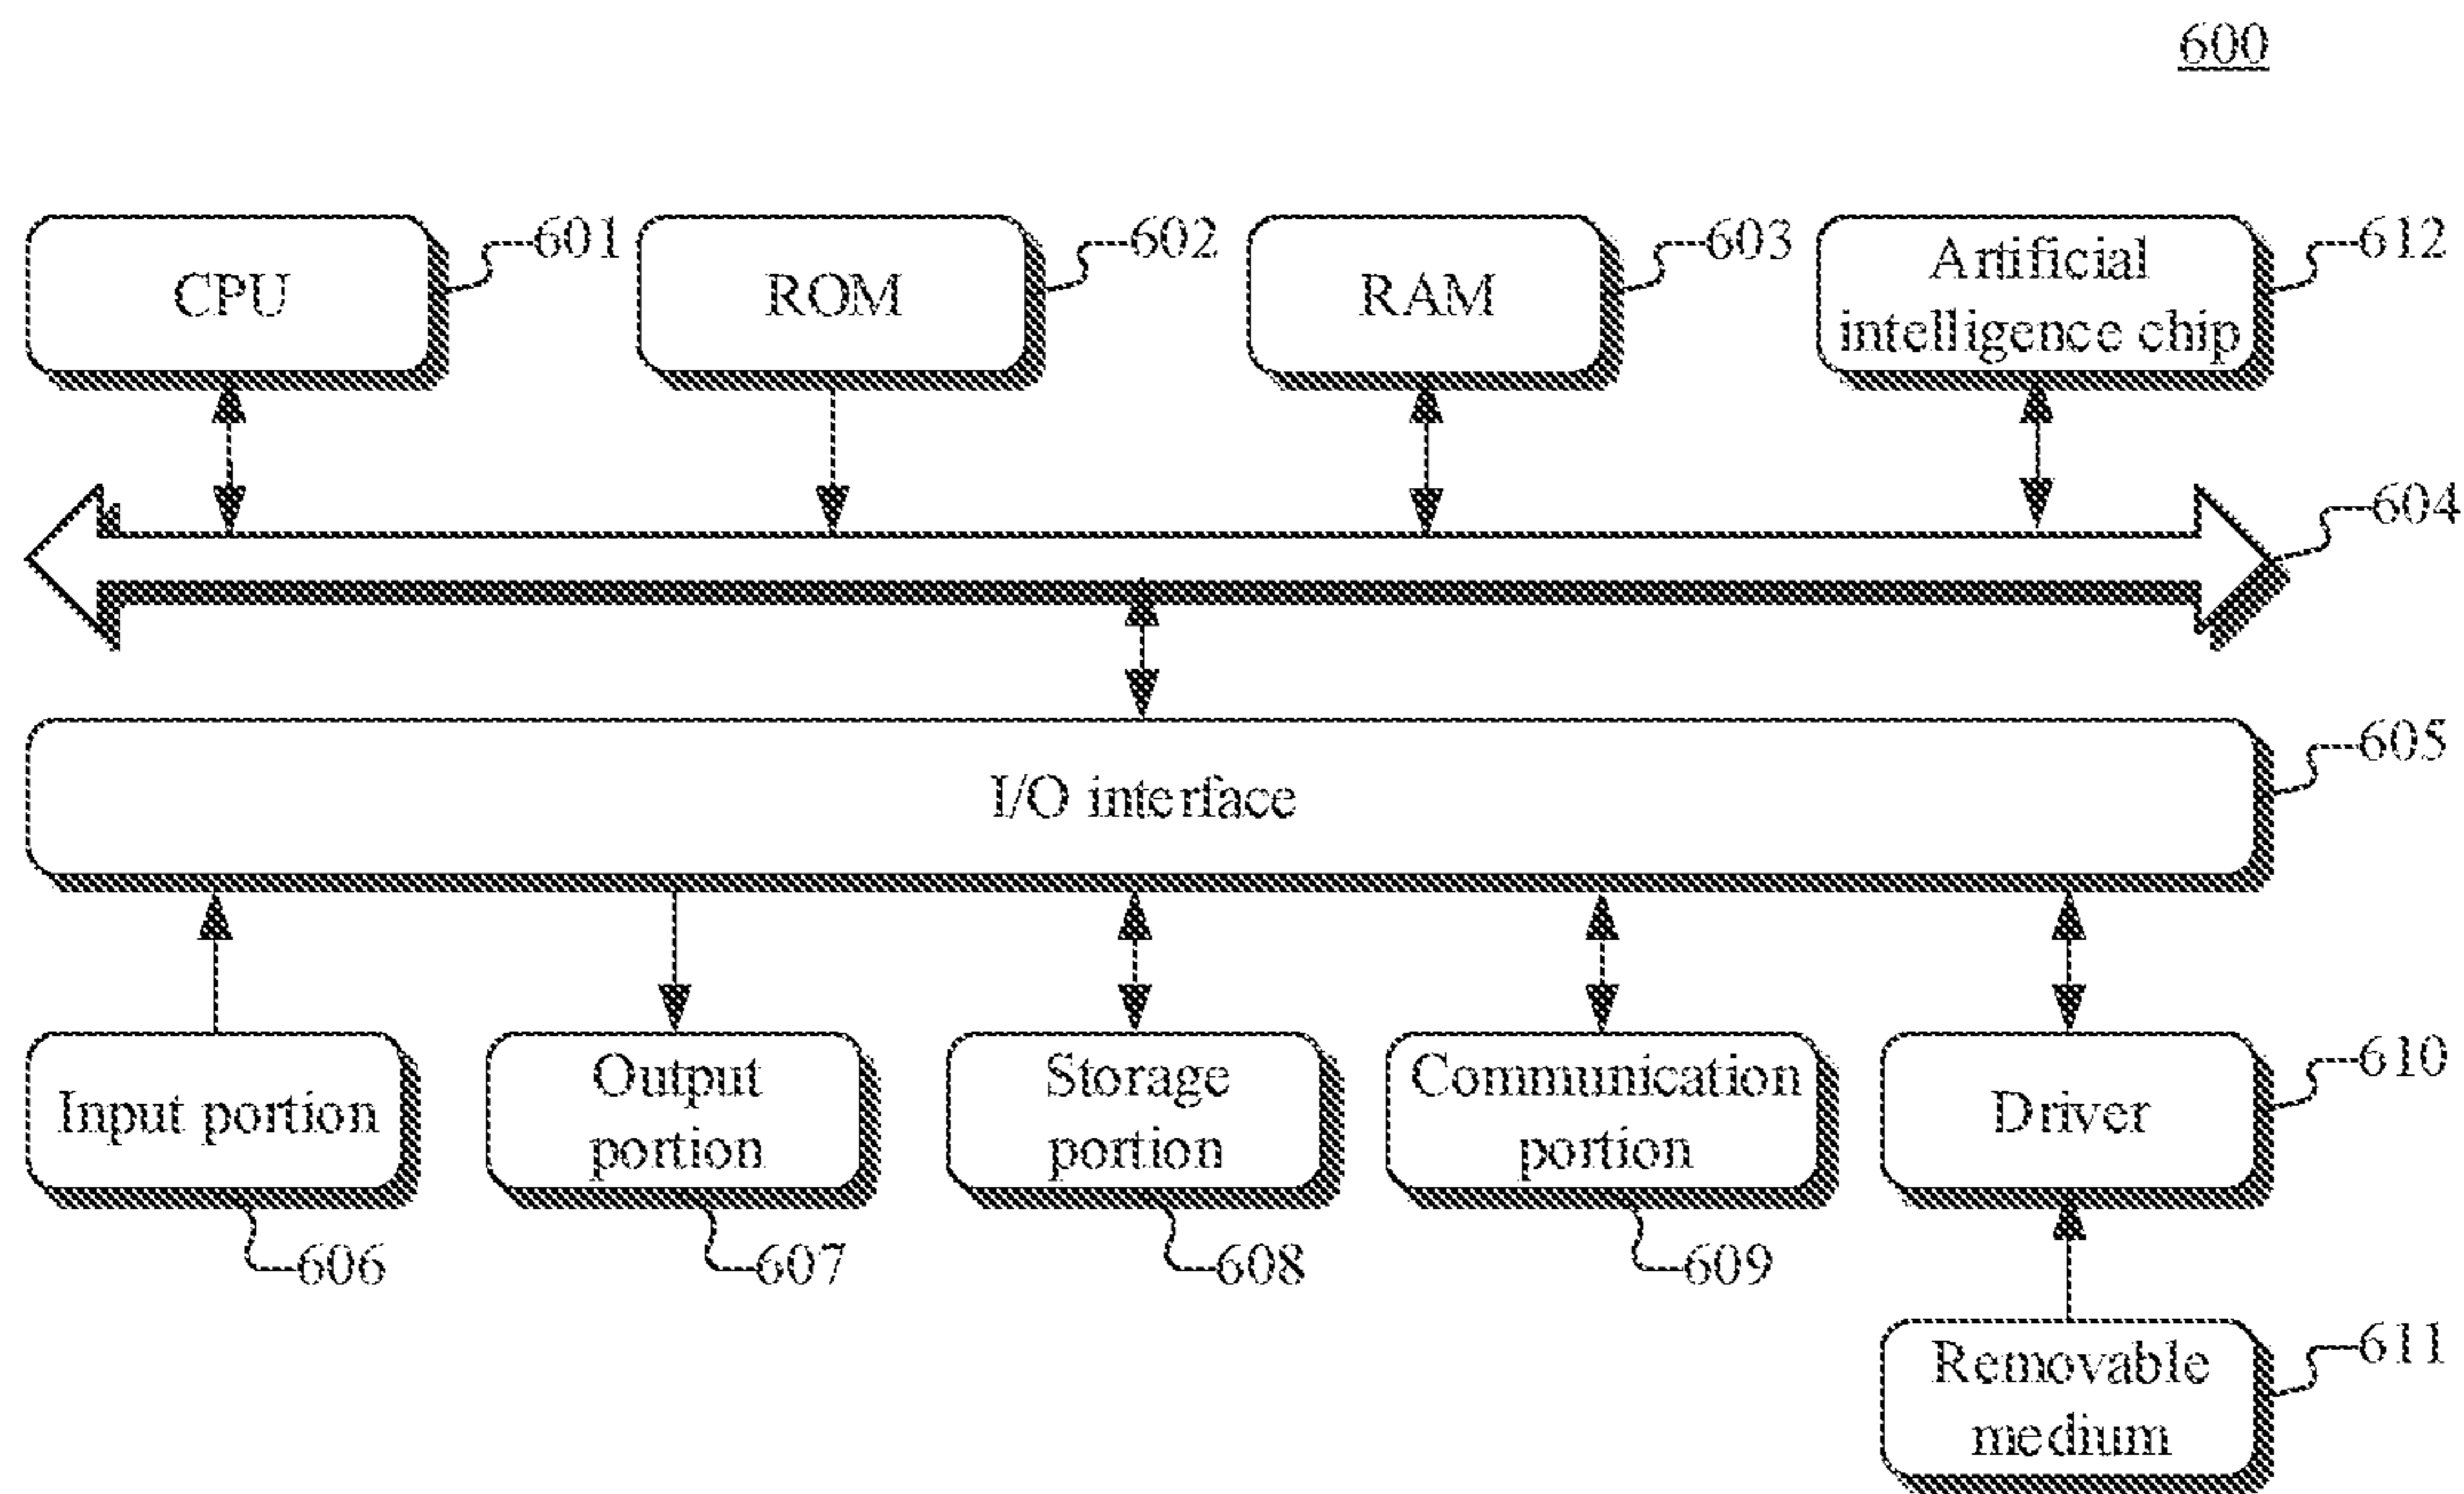 600
CPU
601
ROM
602
RAM
603
Artificial
intelligence chip
612
604
I/O interface
605
Input portion
606
Output
portion
607
Storage
portion
608
Communication
portion
609
Driver
610
Removable
medium
611